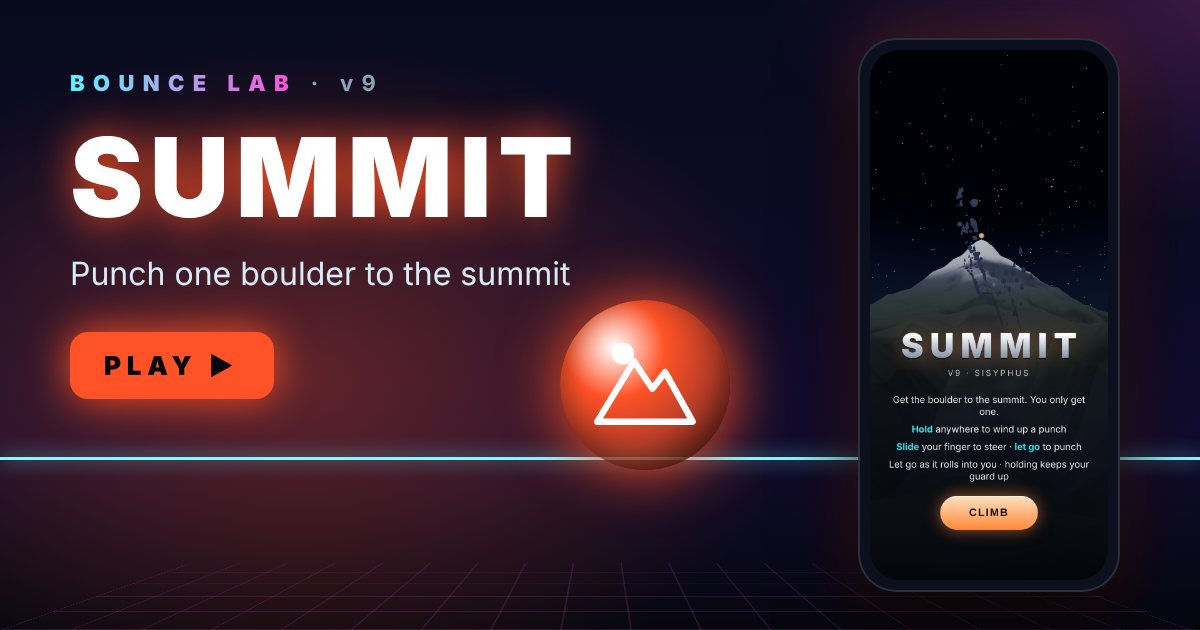 BOUNCE LAB · v9
SUMMIT
Punch one boulder to the summit
PLAY ▶
SUMMIT
V9 · SISYPHUS
Get the boulder to the summit. You only get
one.
Hold anywhere to wind up a punch
Slide your finger to steer · let go to punch
Let go as it rolls into you · holding keeps your
guard up
CLIMB